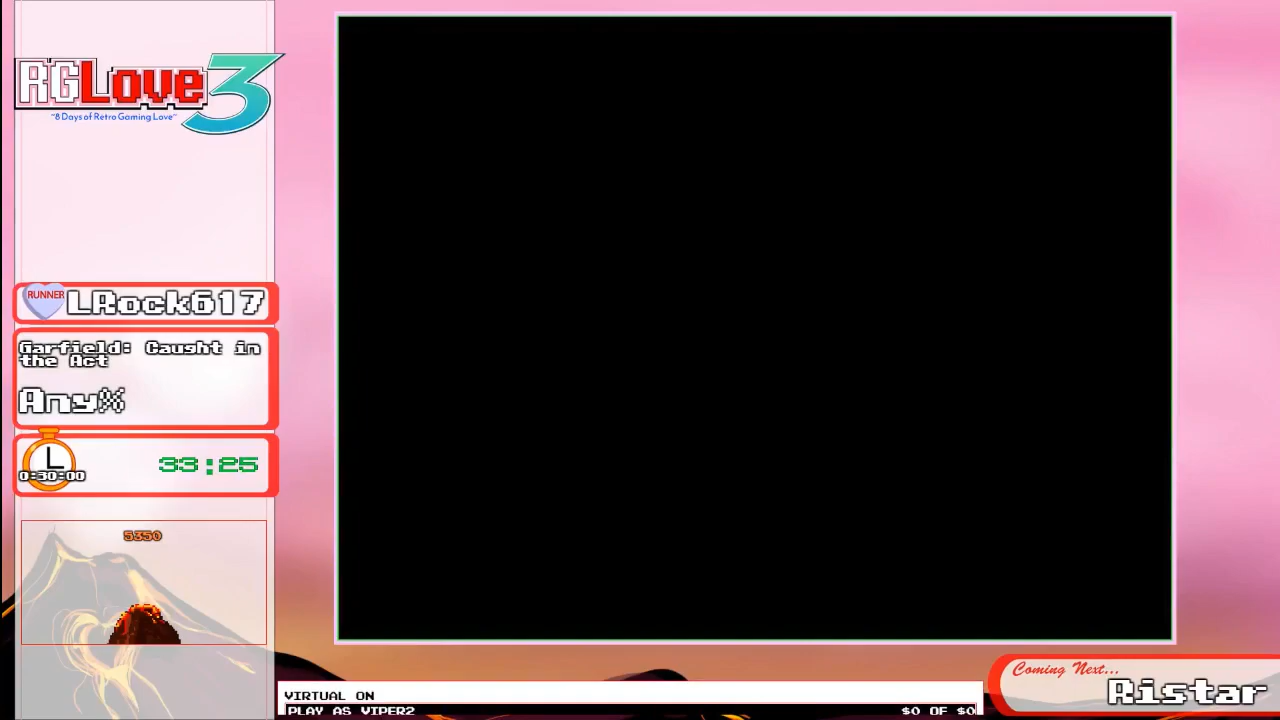 RGLove3
~8 Days of Retro Gaming Love~
RUNNER LRock617
Garfield: Caught in
the Act
Any%
0:30:00 33:25
5350
Coming Next...
Ristar
VIRTUAL ON
PLAY AS VIPER2 $0 OF $0